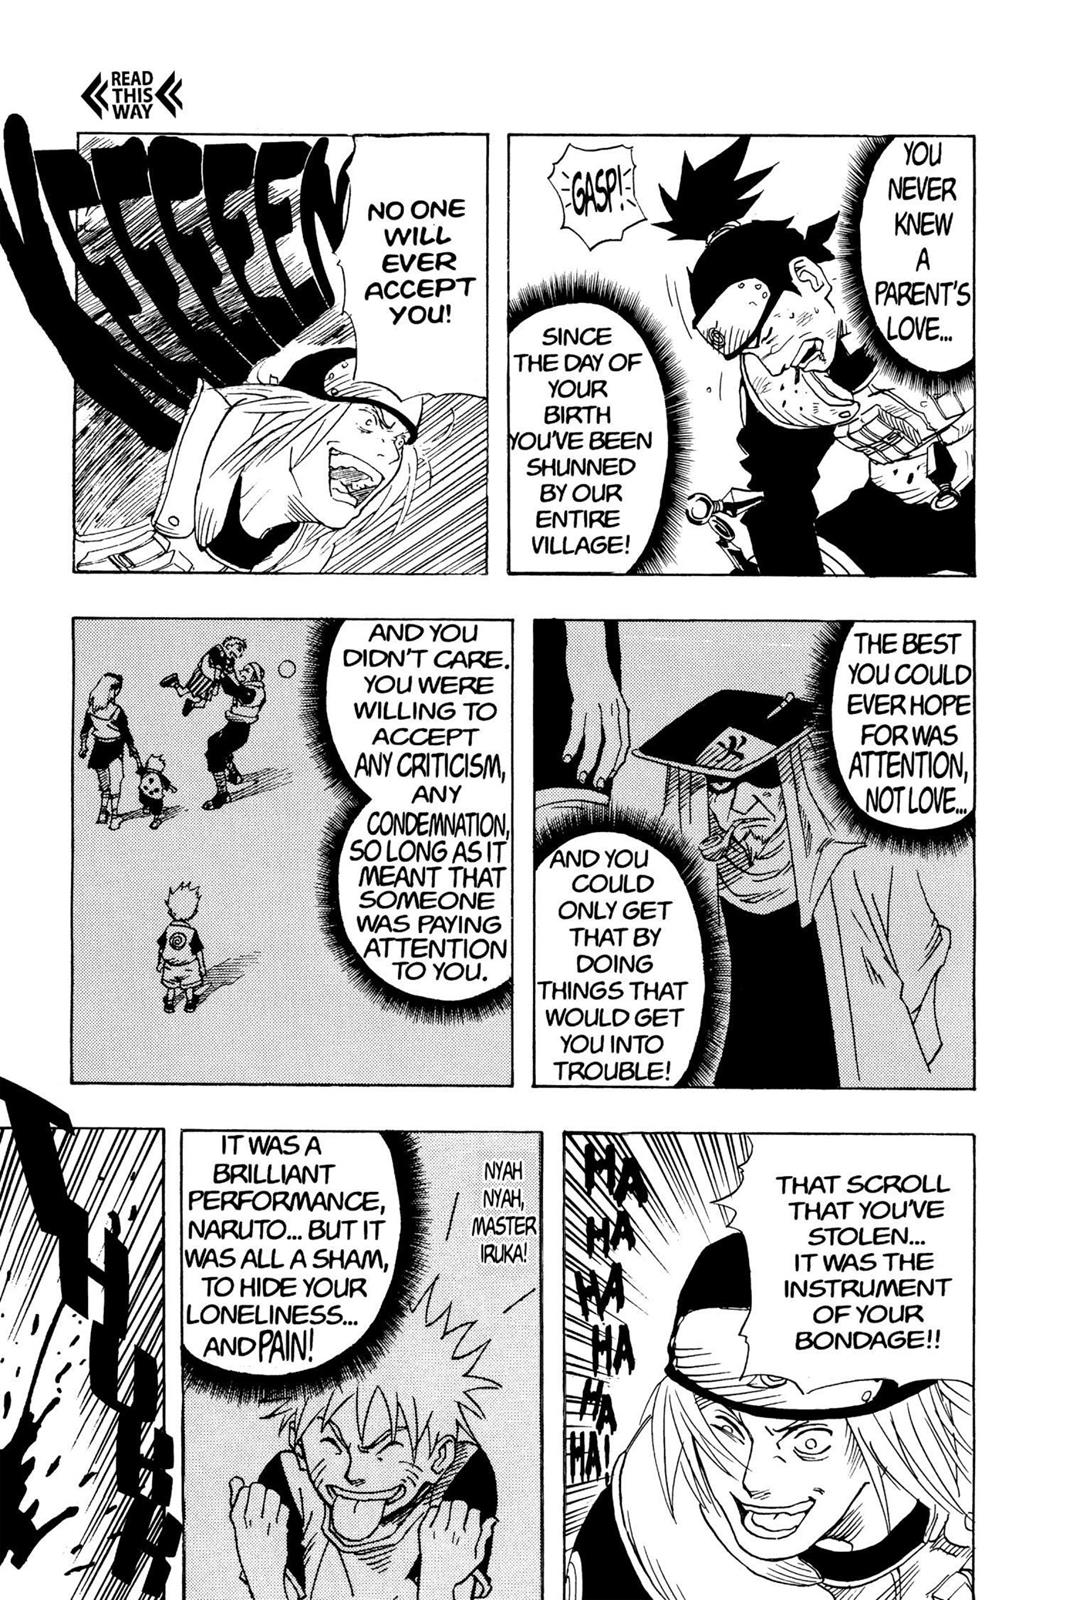 READ
THIS
WAY
YOU
NEVER
KNEW
A
PARENT'S
LOVE...
GASP!
SINCE
THE DAY OF
YOUR
BIRTH
YOU'VE BEEN
SHUNNED
BY OUR
ENTIRE
VILLAGE!
NO ONE
WILL
EVER
ACCEPT
YOU!
THE BEST
YOU COULD
EVER HOPE
FOR WAS
ATTENTION,
NOT LOVE...
AND YOU
COULD
ONLY GET
THAT BY
DOING
THINGS THAT
WOULD GET
YOU INTO
TROUBLE!
AND YOU
DIDN'T CARE.
YOU WERE
WILLING TO
ACCEPT
ANY CRITICISM,
ANY
CONDEMNATION,
SO LONG AS IT
MEANT THAT
SOMEONE
WAS PAYING
ATTENTION
TO YOU.
THAT SCROLL
THAT YOU'VE
STOLEN...
IT WAS THE
INSTRUMENT
OF YOUR
BONDAGE!!
HA
HA
HA
HA
HA
HA!
NYAH
NYAH,
MASTER
IRUKA!
IT WAS A
BRILLIANT
PERFORMANCE,
NARUTO... BUT IT
WAS ALL A SHAM,
TO HIDE YOUR
LONELINESS...
AND PAIN!